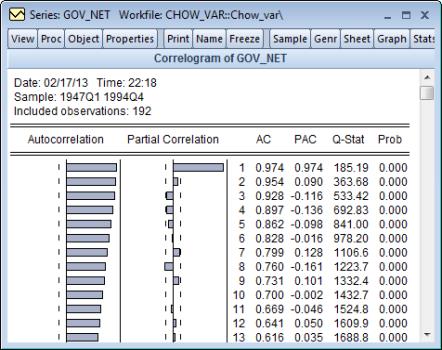 Series: GOV_NET Workfile: CHOW_VAR::Chow_var\
View Proc Object Properties Print Name Freeze Sample Genr Sheet Graph Stats
Correlogram of GOV_NET
Date: 02/17/13 Time: 22:18
Sample: 1947Q1 1994Q4
Included observations: 192
Autocorrelation Partial Correlation AC PAC Q-Stat Prob
1 0.974 0.974 185.19 0.000
2 0.954 0.090 363.68 0.000
3 0.928 -0.116 533.42 0.000
4 0.897 -0.136 692.83 0.000
5 0.862 -0.098 841.00 0.000
6 0.828 -0.016 978.20 0.000
7 0.799 0.128 1106.6 0.000
8 0.760 -0.161 1223.7 0.000
9 0.731 0.101 1332.4 0.000
10 0.700 -0.002 1432.7 0.000
11 0.669 -0.046 1524.8 0.000
12 0.641 0.050 1609.9 0.000
13 0.616 0.035 1688.8 0.000